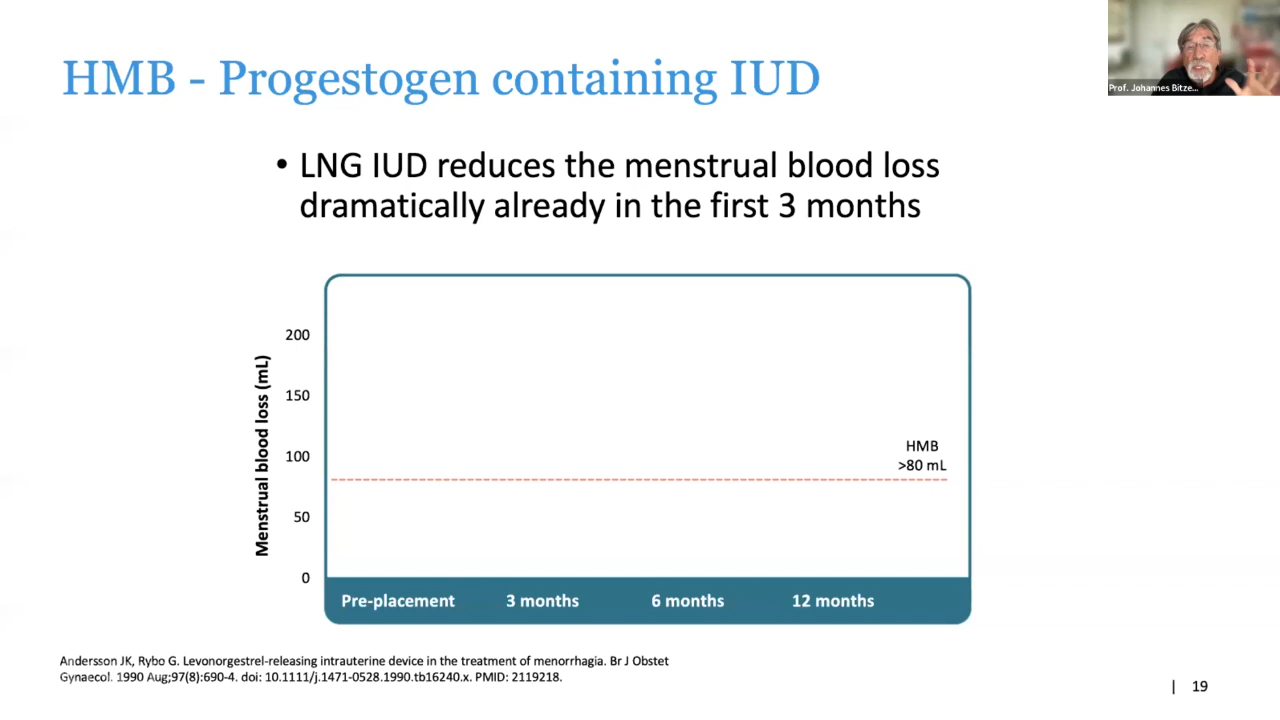 HMB - Progestogen containing IUD
Prof. Johannes Bitze...
• LNG IUD reduces the menstrual blood loss
dramatically already in the first 3 months
Menstrual blood loss (mL)
200
150
100
50
0
HMB
>80 mL
Pre-placement 3 months 6 months 12 months
Andersson JK, Rybo G. Levonorgestrel-releasing intrauterine device in the treatment of menorrhagia. Br J Obstet
Gynaecol. 1990 Aug;97(8):690-4. doi: 10.1111/j.1471-0528.1990.tb16240.x. PMID: 2119218.
| 19